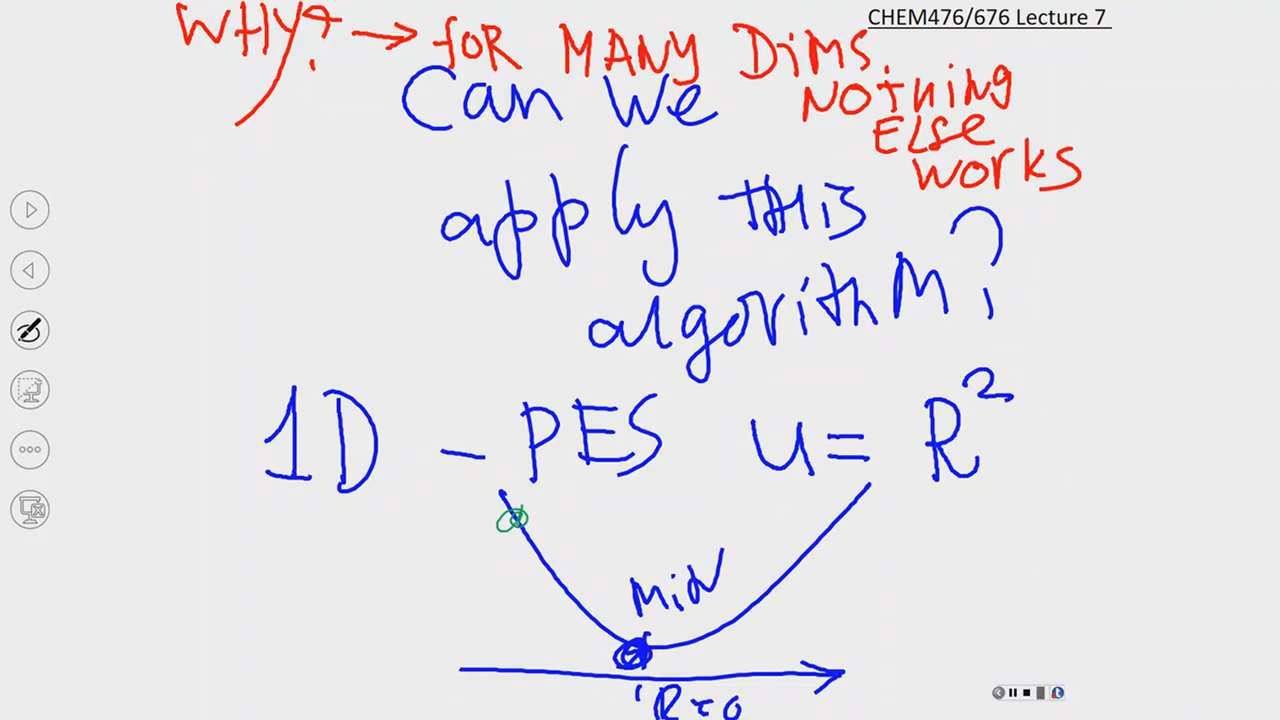 CHEM476/676 Lecture 7
WHY? → for MANY DiMS.
NOTHING
ELSE
WORKS
Can We
apply this
algorithM?
1D - PES U = R²
MiN
R=0